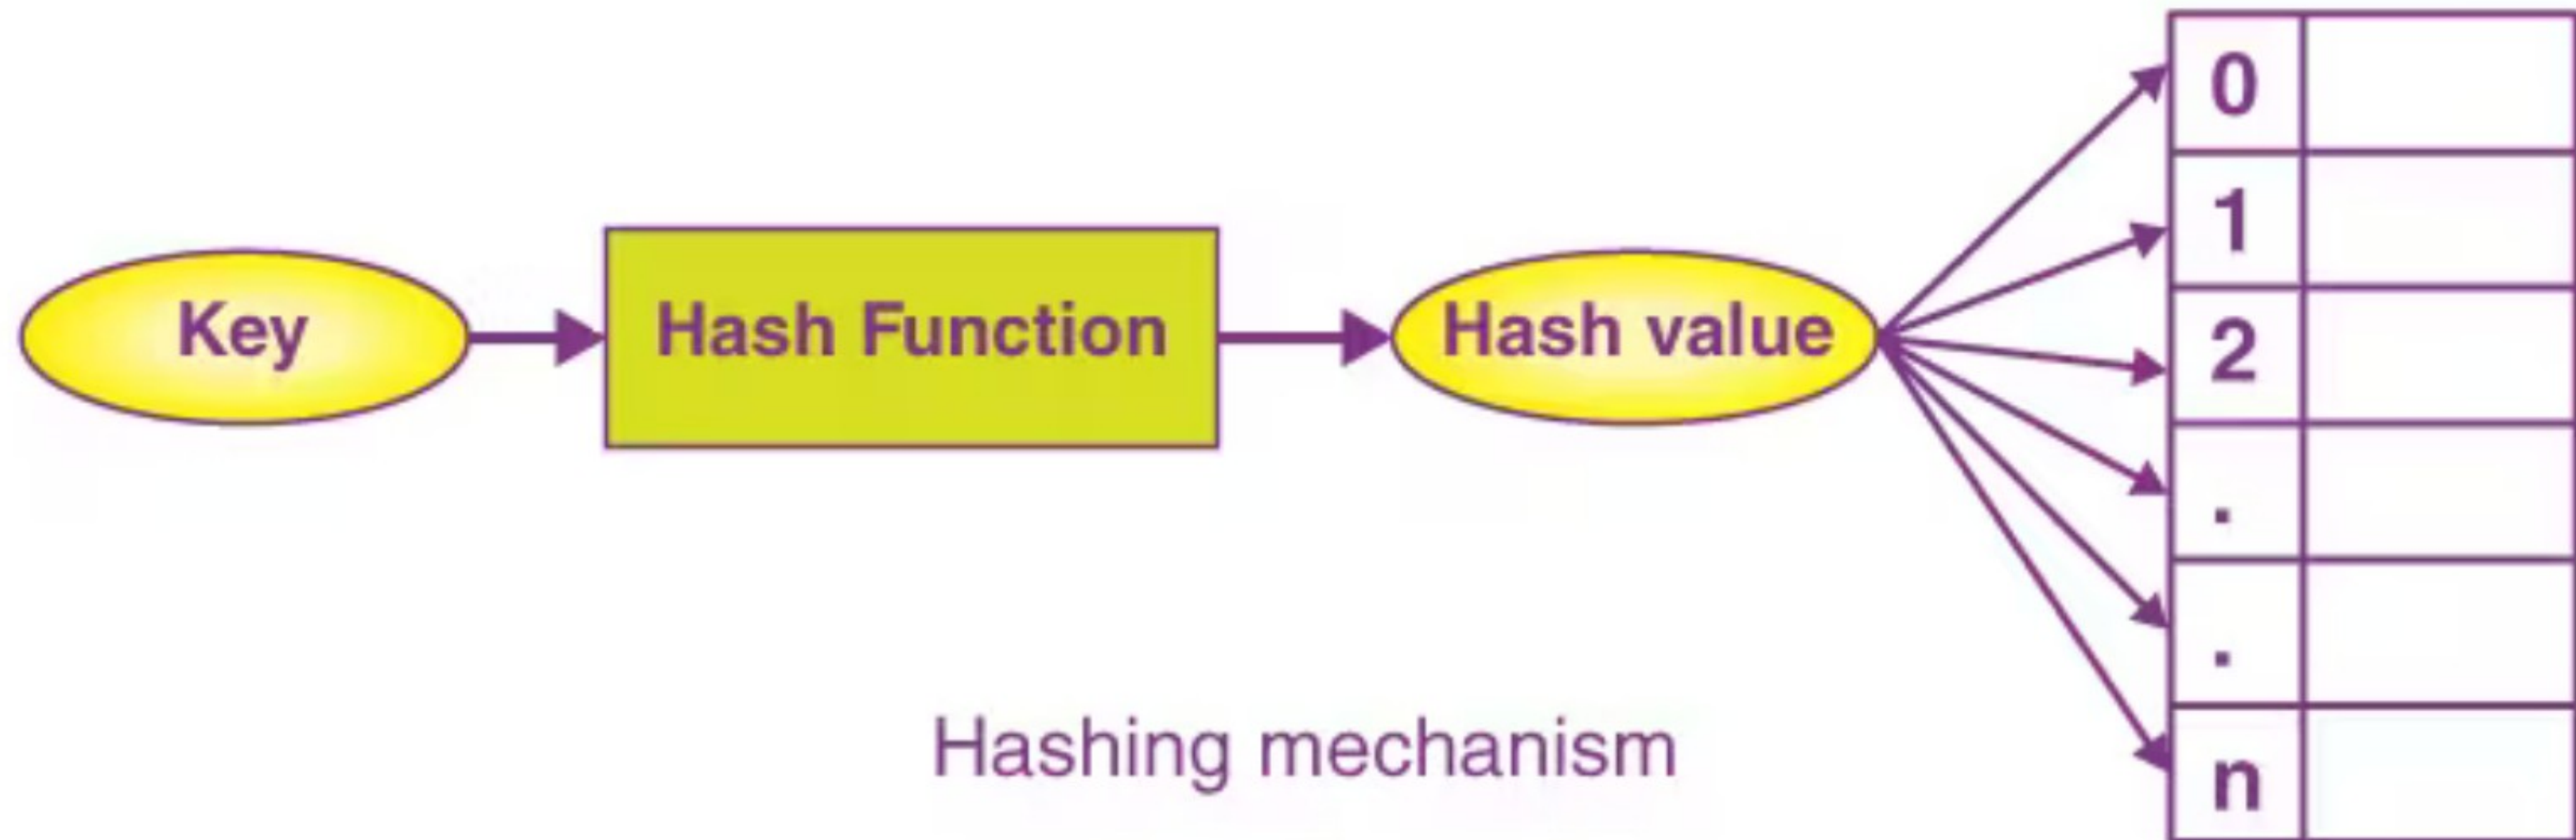 Key
Hash Function
Hash value
0
1
2
.
.
n
Hashing mechanism